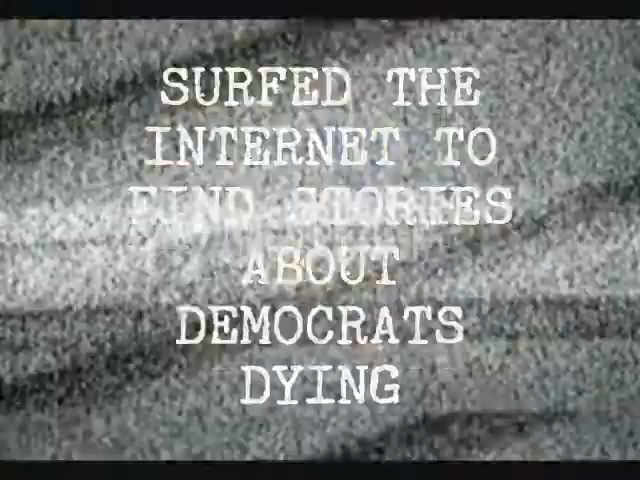 SURFED THE
INTERNET TO
FIND STORIES
ABOUT
DEMOCRATS
DYING